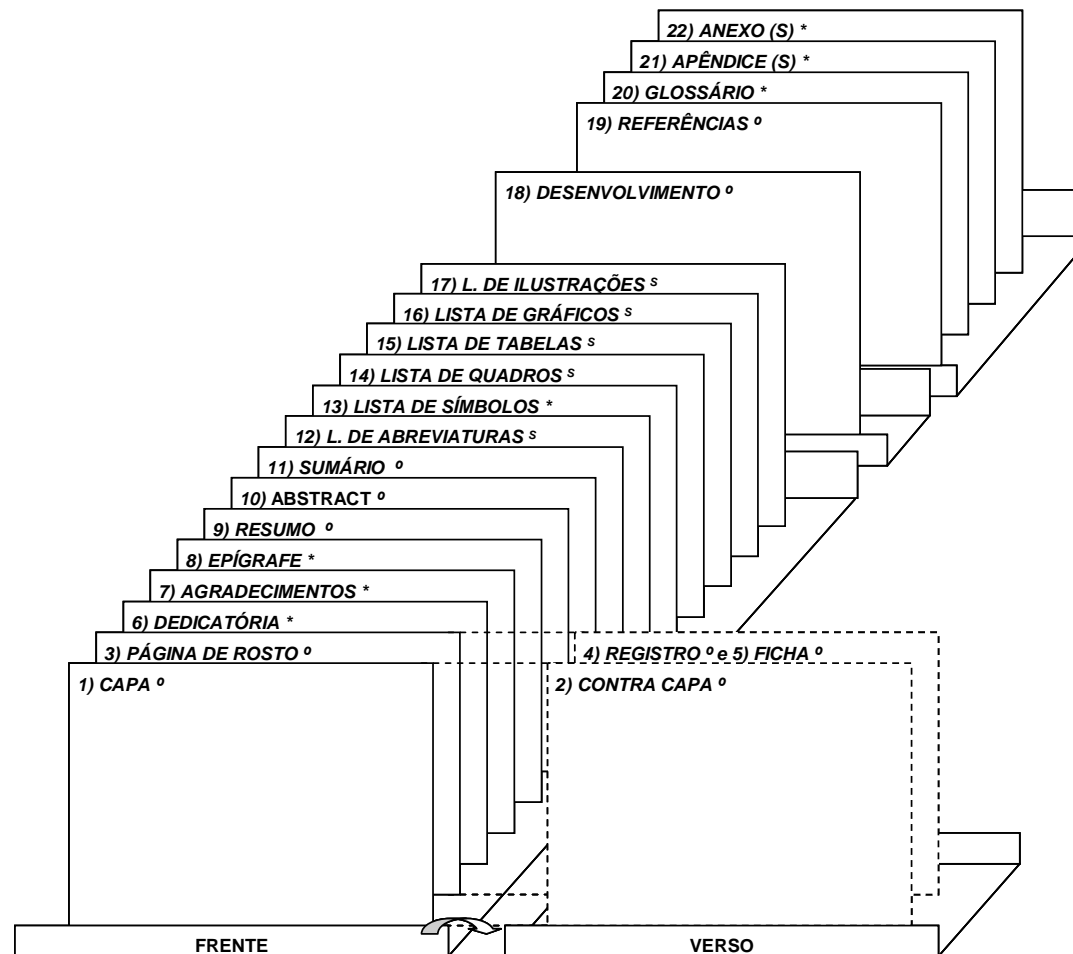 22) ANEXO (S) *
21) APÊNDICE (S) *
20) GLOSSÁRIO *
19) REFERÊNCIAS º
18) DESENVOLVIMENTO º
17) L. DE ILUSTRAÇÕES S
16) LISTA DE GRÁFICOS S
15) LISTA DE TABELAS S
14) LISTA DE QUADROS S
13) LISTA DE SÍMBOLOS *
12) L. DE ABREVIATURAS S
11) SUMÁRIO º
10) ABSTRACT º
9) RESUMO º
8) EPÍGRAFE *
7) AGRADECIMENTOS *
6) DEDICATÓRIA *
3) PÁGINA DE ROSTO º
4) REGISTRO º e 5) FICHA º
1) CAPA º
2) CONTRA CAPA º
FRENTE
VERSO